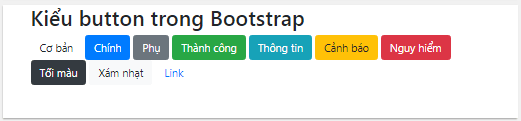 Kiểu button trong Bootstrap
Cơ bản Chính Phụ Thành công Thông tin Cảnh báo Nguy hiểm
Tối màu Xám nhạt Link